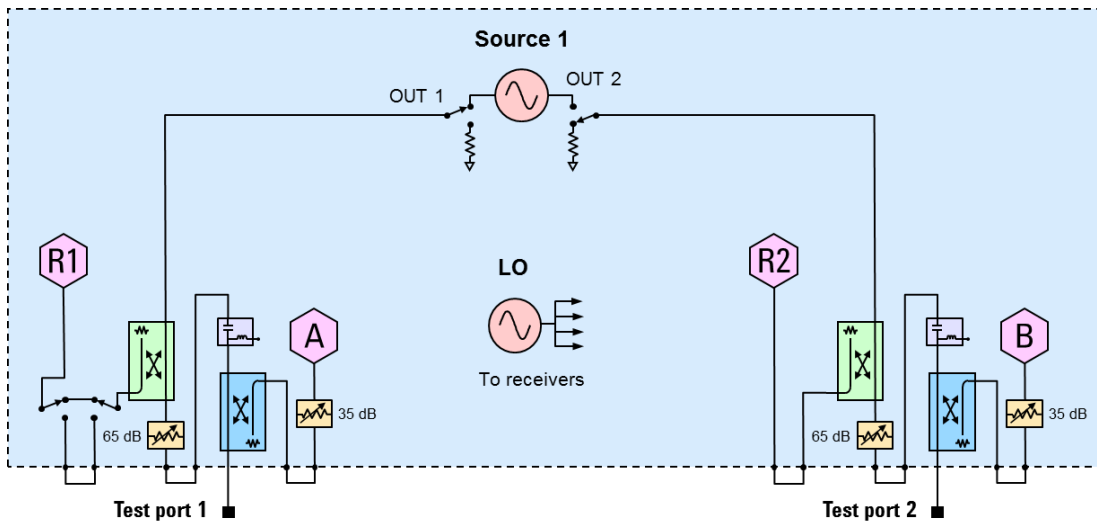 Source 1
OUT 1
OUT 2
R1
R2
LO
A
B
To receivers
65 dB
35 dB
65 dB
35 dB
Test port 1
Test port 2